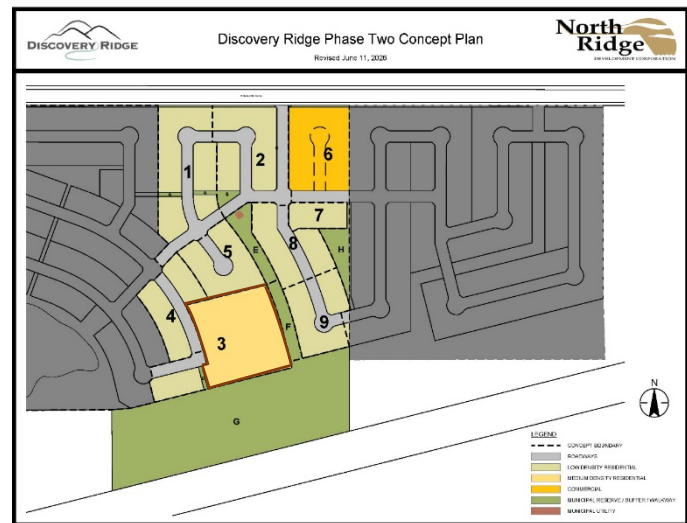 DISCOVERY RIDGE
Discovery Ridge Phase Two Concept Plan
Revised June 11, 2026
North
Ridge
DEVELOPMENT CORPORATION
1
2
6
7
8
5
E
H
4
3
F
9
G
N
LEGEND
CONCEPT BOUNDARY
ROADWAYS
LOW DENSITY RESIDENTIAL
MEDIUM DENSITY RESIDENTIAL
COMMERCIAL
MUNICIPAL RESERVE / BUFFER / WALKWAY
MUNICIPAL UTILITY